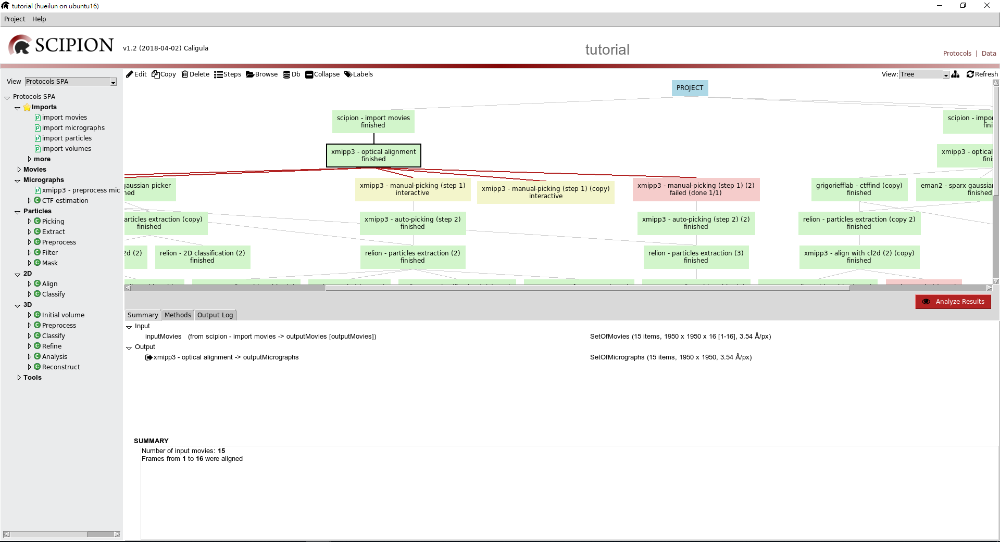 tutorial (hueilun on ubuntu16)
Project Help
SCIPION v1.2 (2018-04-02) Caligula
tutorial
Protocols | Data
Edit Copy Delete Steps Browse Db Collapse Labels
View: Tree Refresh
View Protocols SPA
Protocols SPA
Imports
import movies
import micrographs
import particles
import volumes
more
Movies
Micrographs
xmipp3 - preprocess mic
CTF estimation
Particles
Picking
Extract
Preprocess
Filter
Mask
2D
Align
Classify
3D
Initial volume
Preprocess
Classify
Refine
Analysis
Reconstruct
Tools
PROJECT
scipion - import movies
finished
scipion - impo
fini
xmipp3 - optical alignment
finished
xmipp3 - optical
fini
gaussian picker
ned
xmipp3 - manual-picking (step 1)
interactive
xmipp3 - manual-picking (step 1) (copy)
interactive
xmipp3 - manual-picking (step 1) (2)
failed (done 1/1)
grigoriefflab - ctffind (copy)
finished
eman2 - sparx gaussia
finished
articles extraction (copy)
finished
xmipp3 - auto-picking (step 2)
finished
xmipp3 - auto-picking (step 2) (2)
finished
relion - particles extraction (copy 2)
finished
2d (2)
relion - 2D classification (2)
finished
relion - particles extraction (2)
finished
relion - particles extraction (3)
finished
xmipp3 - align with cl2d (2) (copy)
finished
Analyze Results
Summary Methods Output Log
Input
inputMovies (from scipion - import movies -> outputMovies [outputMovies]) SetOfMovies (15 items, 1950 x 1950 x 16 [1-16], 3.54 Å/px)
Output
xmipp3 - optical alignment -> outputMicrographs SetOfMicrographs (15 items, 1950 x 1950, 3.54 Å/px)
SUMMARY
Number of input movies: 15
Frames from 1 to 16 were aligned